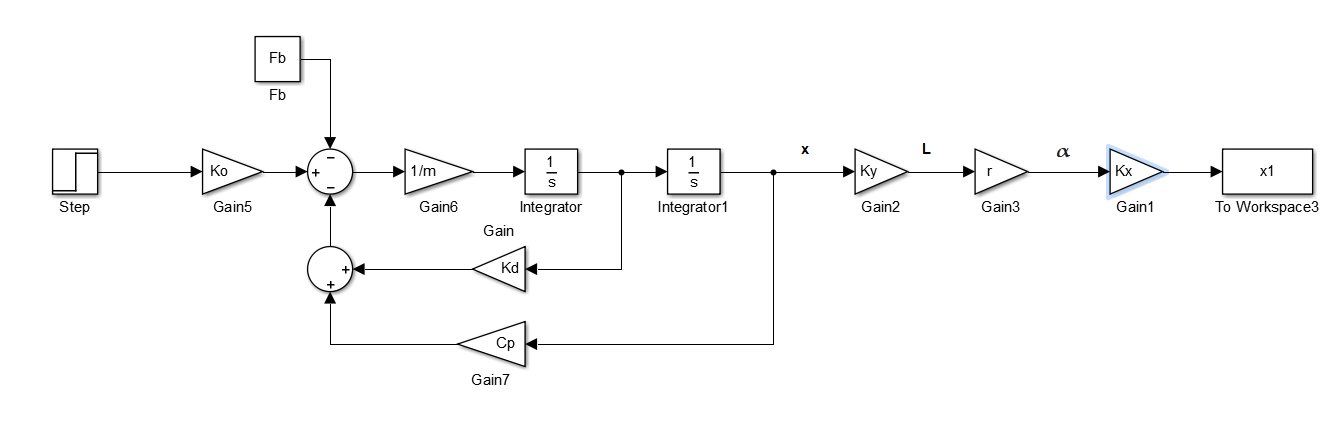 Fb
Fb
x
L
α
+
−
−
Ko
1/m
1
s
1
s
Ky
r
Kx
x1
Step
Gain5
Gain6
Integrator
Integrator1
Gain2
Gain3
Gain1
To Workspace3
Gain
+
+
Kd
Cp
Gain7